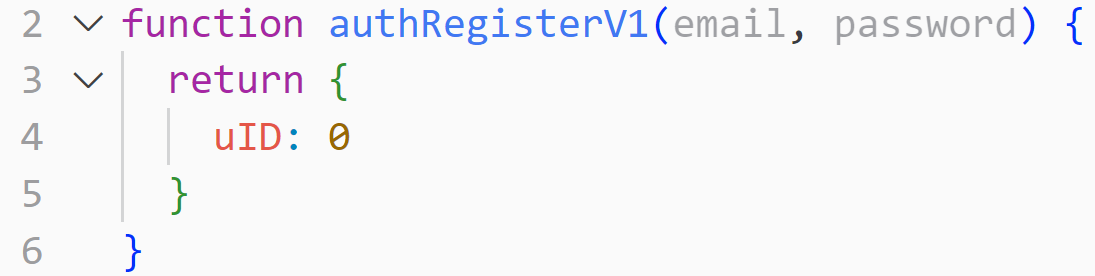 2 function authRegisterV1(email, password) {
3 return {
4 uID: 0
5 }
6 }